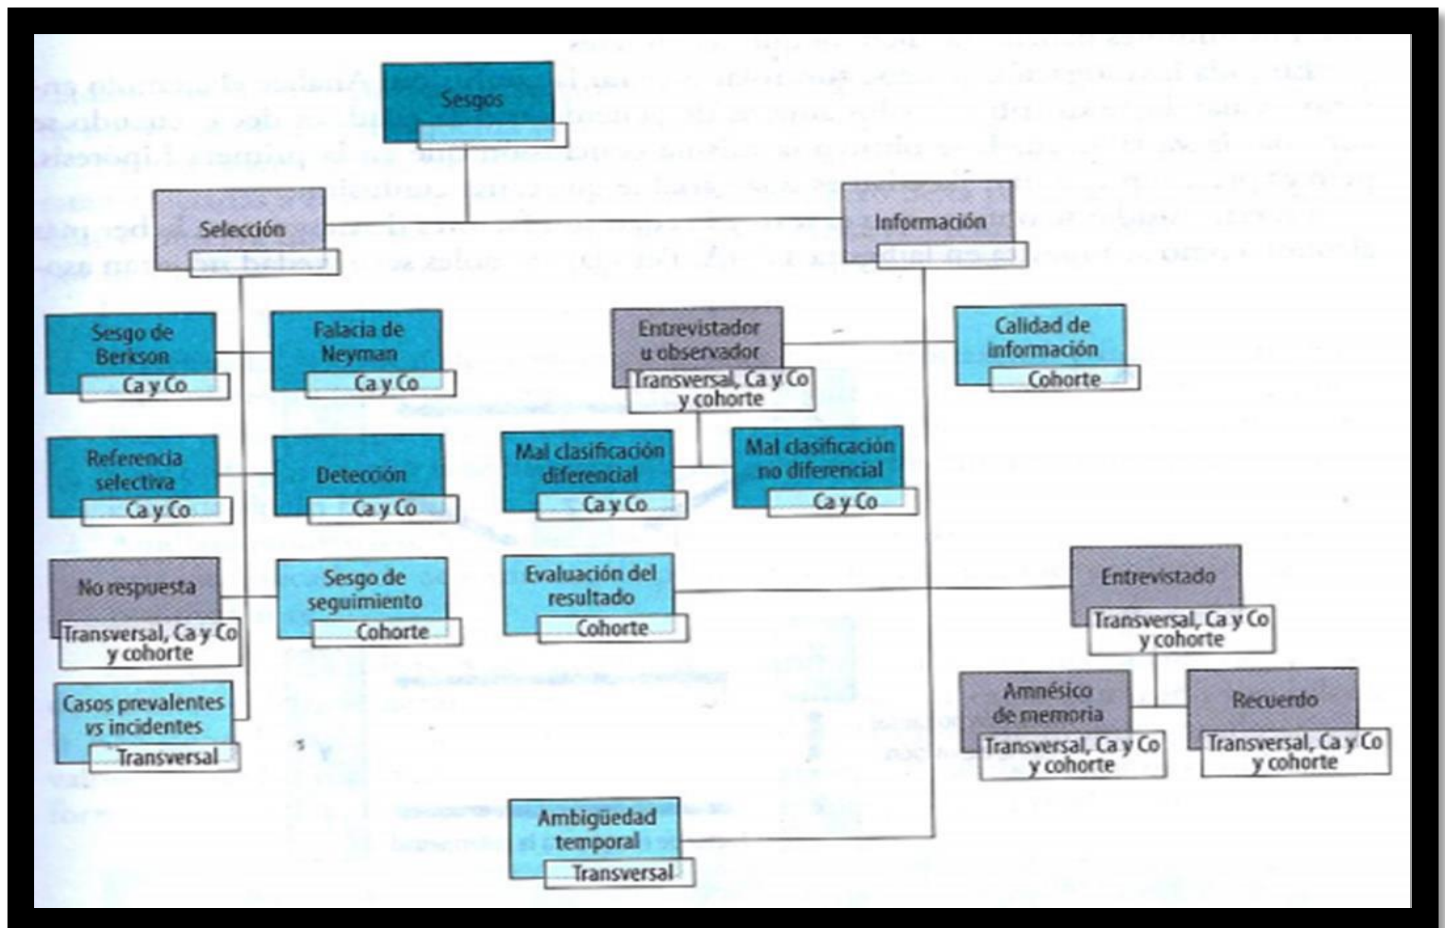 Sesgos
Selección
Información
Sesgo de
Berkson
Ca y Co
Falacia de
Neyman
Ca y Co
Entrevistador
u observador
Transversal, Ca y Co
y cohorte
Calidad de
información
Cohorte
Referencia
selectiva
Ca y Co
Detección
Ca y Co
Mal clasificación
diferencial
Ca y Co
Mal clasificación
no diferencial
Ca y Co
No respuesta
Transversal, Ca y Co
y cohorte
Sesgo de
seguimiento
Cohorte
Evaluación del
resultado
Cohorte
Entrevistado
Transversal, Ca y Co
y cohorte
Casos prevalentes
vs incidentes
Transversal
Amnésico
de memoria
Transversal, Ca y Co
y cohorte
Recuerdo
Transversal, Ca y Co
y cohorte
Ambigüedad
temporal
Transversal